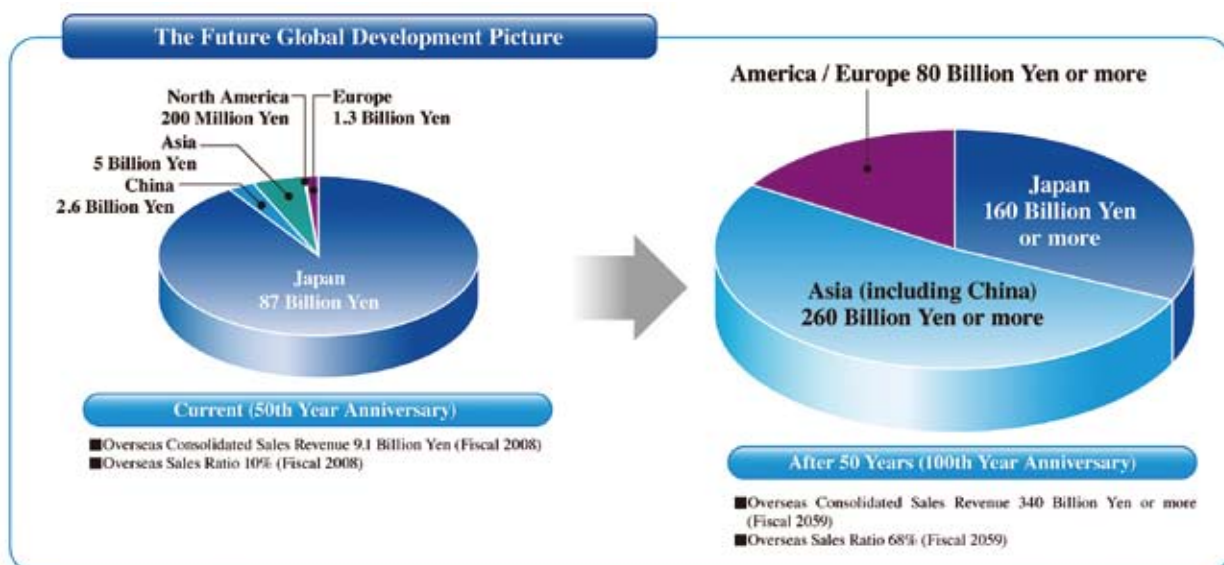 The Future Global Development Picture
North America
200 Million Yen
Europe
1.3 Billion Yen
Asia
5 Billion Yen
China
2.6 Billion Yen
Japan
87 Billion Yen
Current (50th Year Anniversary)
■Overseas Consolidated Sales Revenue 9.1 Billion Yen (Fiscal 2008)
■Overseas Sales Ratio 10% (Fiscal 2008)
America / Europe 80 Billion Yen or more
Japan
160 Billion Yen
or more
Asia (including China)
260 Billion Yen or more
After 50 Years (100th Year Anniversary)
■Overseas Consolidated Sales Revenue 340 Billion Yen or more
(Fiscal 2059)
■Overseas Sales Ratio 68% (Fiscal 2059)